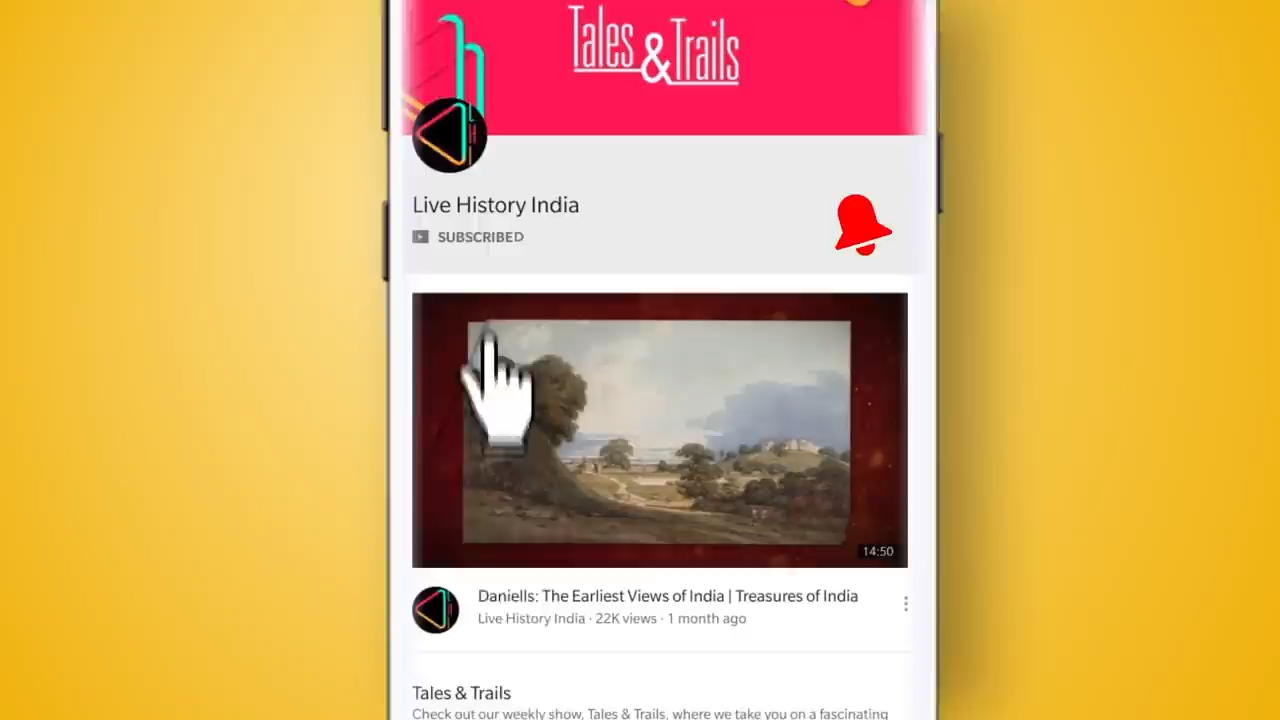 Tales & Trails
Live History India
SUBSCRIBED
14:50
Daniells: The Earliest Views of India | Treasures of India
Live History India · 22K views · 1 month ago
Tales & Trails
Check out our weekly show, Tales & Trails, where we take you on a fascinating